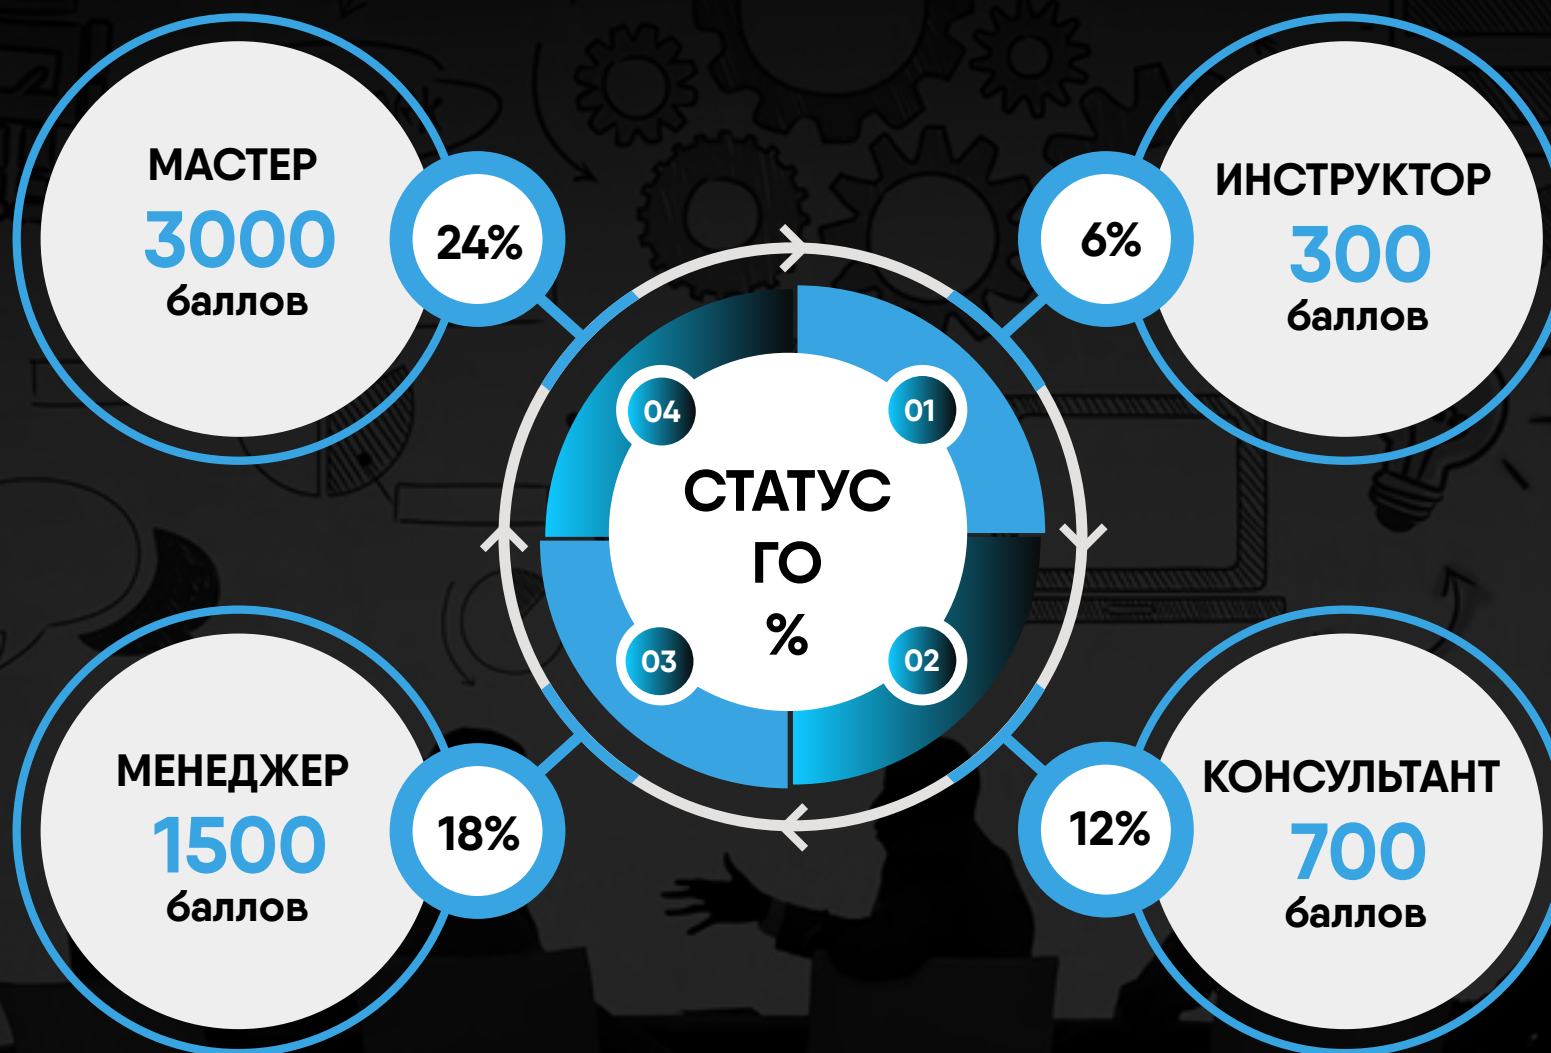 МАСТЕР
3000
баллов
24%
6%
ИНСТРУКТОР
300
баллов
04
01
СТАТУС
ГО
%
03
02
МЕНЕДЖЕР
1500
баллов
18%
12%
КОНСУЛЬТАНТ
700
баллов